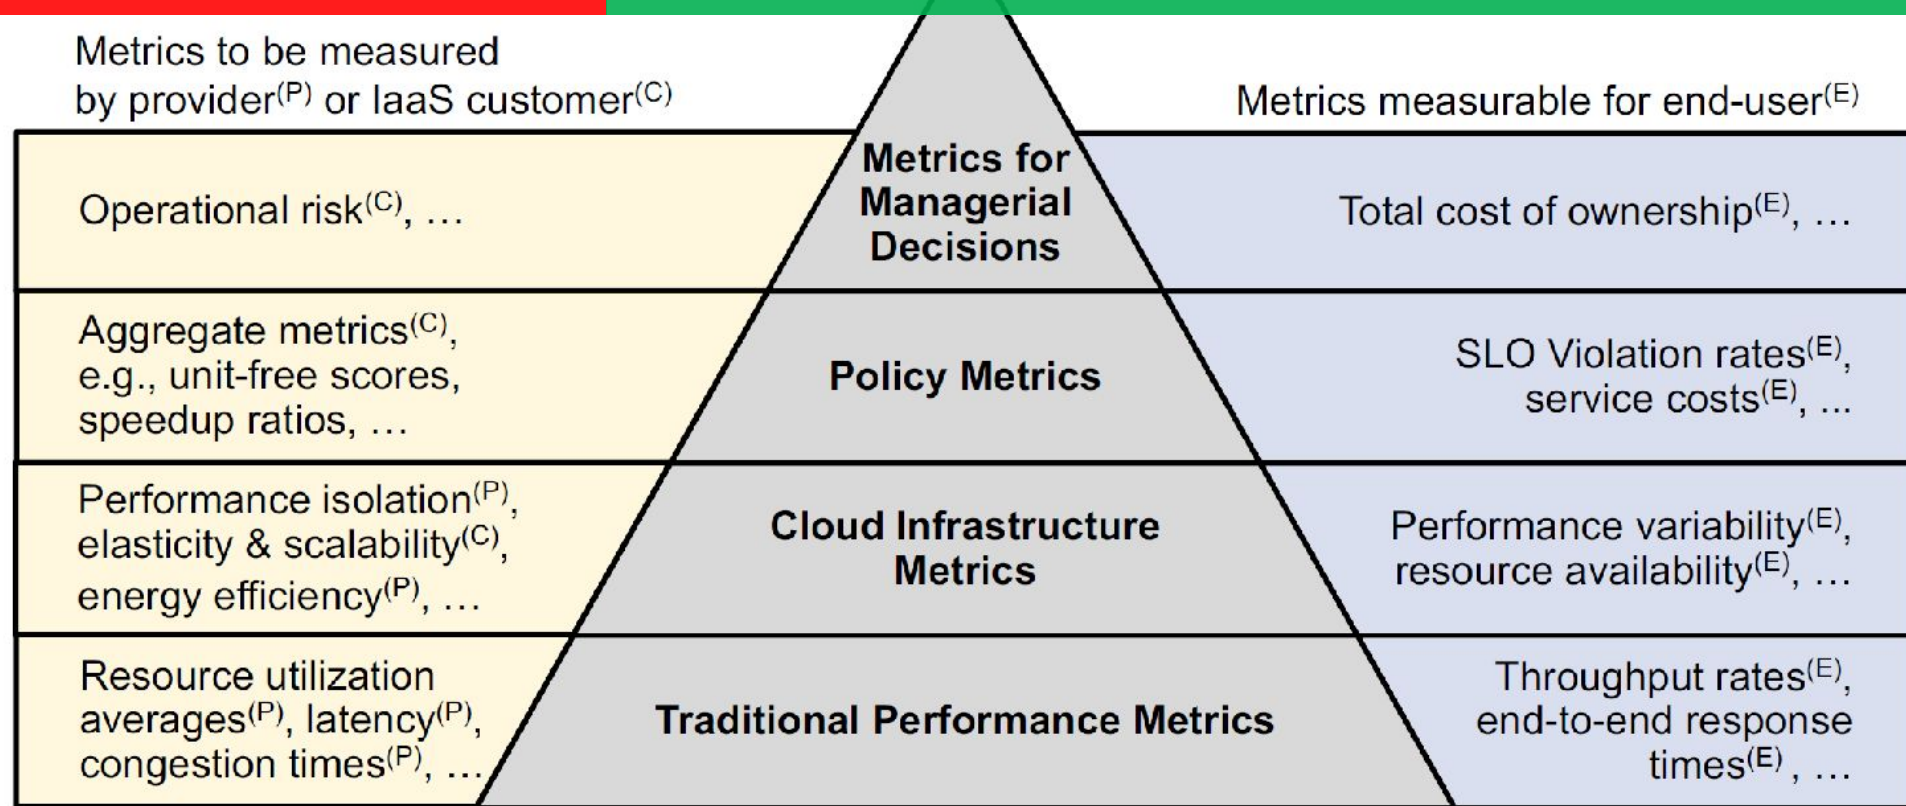 Metrics to be measured
by provider(P) or IaaS customer(C)
Metrics measurable for end-user(E)
Operational risk(C), …
Metrics for
Managerial
Decisions
Total cost of ownership(E), …
Aggregate metrics(C),
e.g., unit-free scores,
speedup ratios, …
Policy Metrics
SLO Violation rates(E),
service costs(E), ...
Performance isolation(P),
elasticity & scalability(C),
energy efficiency(P), …
Cloud Infrastructure
Metrics
Performance variability(E),
resource availability(E), …
Resource utilization
averages(P), latency(P),
congestion times(P), …
Traditional Performance Metrics
Throughput rates(E),
end-to-end response
times(E) , …